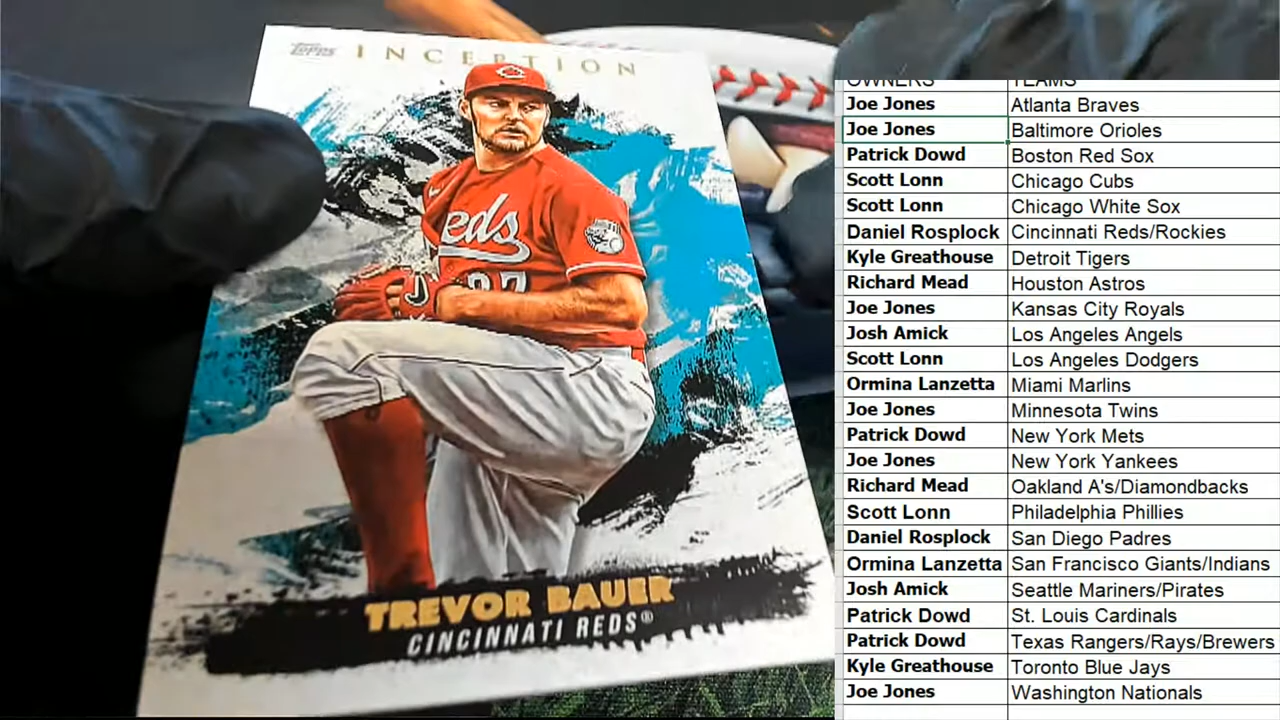 Topps INCEPTION
eds
27
TREVOR BAUER
CINCINNATI REDS®
OWNERS TEAMS
Joe Jones Atlanta Braves
Joe Jones Baltimore Orioles
Patrick Dowd Boston Red Sox
Scott Lonn Chicago Cubs
Scott Lonn Chicago White Sox
Daniel Rosplock Cincinnati Reds/Rockies
Kyle Greathouse Detroit Tigers
Richard Mead Houston Astros
Joe Jones Kansas City Royals
Josh Amick Los Angeles Angels
Scott Lonn Los Angeles Dodgers
Ormina Lanzetta Miami Marlins
Joe Jones Minnesota Twins
Patrick Dowd New York Mets
Joe Jones New York Yankees
Richard Mead Oakland A's/Diamondbacks
Scott Lonn Philadelphia Phillies
Daniel Rosplock San Diego Padres
Ormina Lanzetta San Francisco Giants/Indians
Josh Amick Seattle Mariners/Pirates
Patrick Dowd St. Louis Cardinals
Patrick Dowd Texas Rangers/Rays/Brewers
Kyle Greathouse Toronto Blue Jays
Joe Jones Washington Nationals